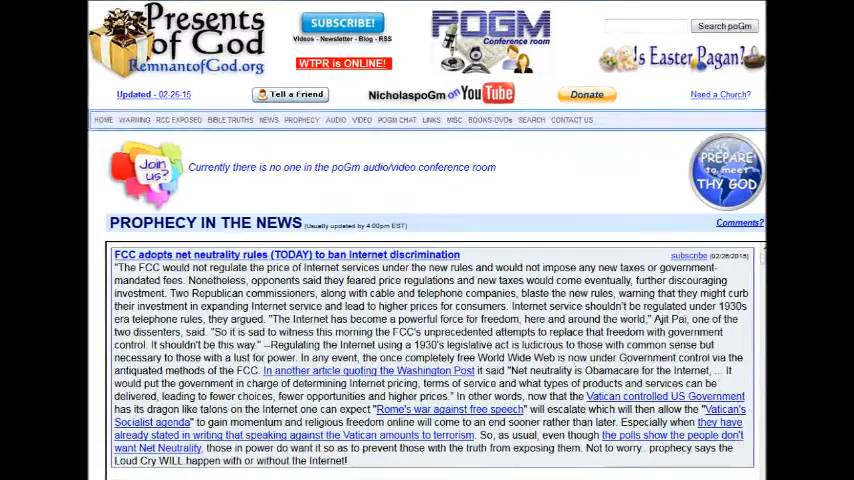 Presents
of God
RemnantofGod.org
SUBSCRIBE!
Videos - Newsletter - Blog - RSS
WTPR is ONLINE!
POGM
Conference room
Search poGm
Is Easter Pagan?
Updated - 02-26-15
Tell a Friend
NicholaspoGm on YouTube
Donate
Need a Church?
HOME WARNING RCC EXPOSED BIBLE TRUTHS NEWS PROPHECY AUDIO VIDEO POGM CHAT LINKS MISC BOOKS-DVDs SEARCH CONTACT US
Join us?
Currently there is no one in the poGm audio/video conference room
PREPARE
to meet
THY GOD
PROPHECY IN THE NEWS (Usually updated by 4:00pm EST)
Comments?
FCC adopts net neutrality rules (TODAY) to ban Internet discrimination
subscribe (02/26/2015)
"The FCC would not regulate the price of Internet services under the new rules and would not impose any new taxes or government-
mandated fees. Nonetheless, opponents said they feared price regulations and new taxes would come eventually, further discouraging
investment. Two Republican commissioners, along with cable and telephone companies, blaste the new rules, warning that they might curb
their investment in expanding Internet service and lead to higher prices for consumers. Internet service shouldn't be regulated under 1930s
era telephone rules, they argued. "The Internet has become a powerful force for freedom, here and around the world," Ajit Pai, one of the
two dissenters, said. "So it is sad to witness this morning the FCC's unprecedented attempts to replace that freedom with government
control. It shouldn't be this way." --Regulating the Internet using a 1930's legislative act is ludicrous to those with common sense but
necessary to those with a lust for power. In any event, the once completely free World Wide Web is now under Government control via the
antiquated methods of the FCC. In another article quoting the Washington Post it said "Net neutrality is Obamacare for the Internet, ... It
would put the government in charge of determining Internet pricing, terms of service and what types of products and services can be
delivered, leading to fewer choices, fewer opportunities and higher prices." In other words, now that the Vatican controlled US Government
has its dragon like talons on the Internet one can expect "Rome's war against free speech" will escalate which will then allow the "Vatican's
Socialist agenda" to gain momentum and religious freedom online will come to an end sooner rather than later. Especially when they have
already stated in writing that speaking against the Vatican amounts to terrorism. So, as usual, even though the polls show the people don't
want Net Neutrality, those in power do want it so as to prevent those with the truth from exposing them. Not to worry.. prophecy says the
Loud Cry WILL happen with or without the Internet!